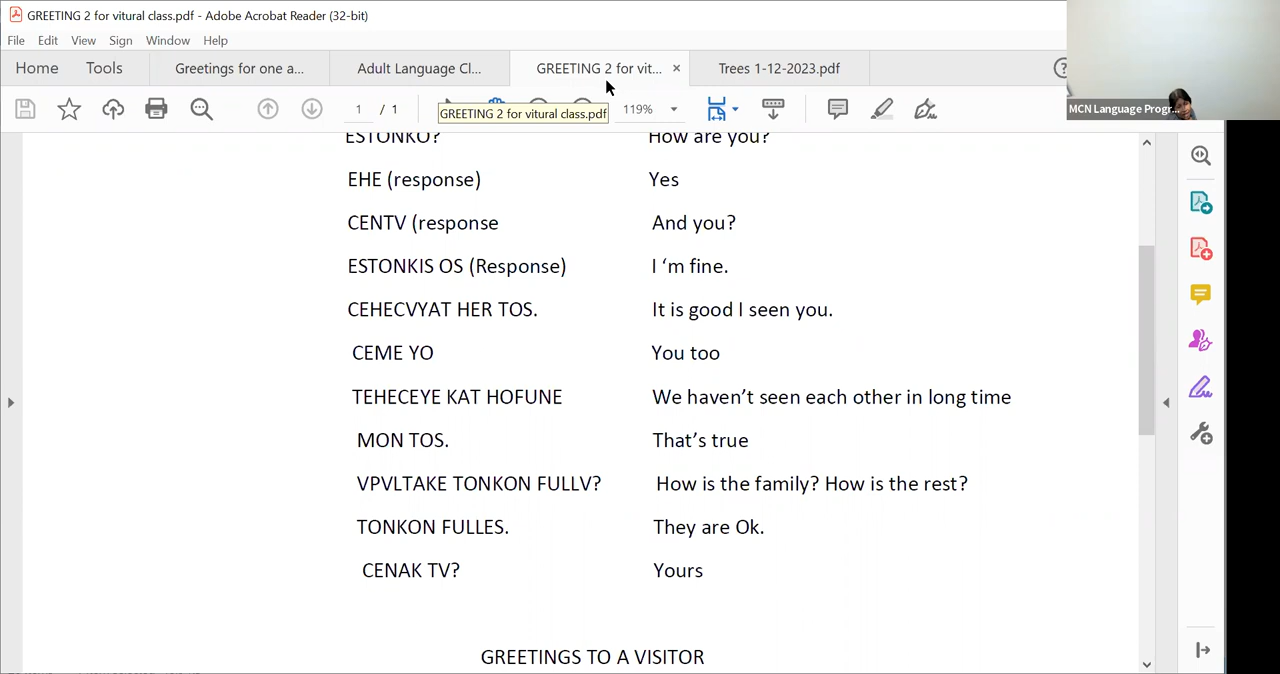 GREETING 2 for vitural class.pdf - Adobe Acrobat Reader (32-bit)
File Edit View Sign Window Help
Home Tools Greetings for one a... Adult Language Cl... GREETING 2 for vit... × Trees 1-12-2023.pdf
1 / 1 119%
GREETING 2 for vitural class.pdf
MCN Language Progr...
ESTONKO? How are you?
EHE (response) Yes
CENTV (response And you?
ESTONKIS OS (Response) I ‘m fine.
CEHECVYAT HER TOS. It is good I seen you.
CEME YO You too
TEHECEYE KAT HOFUNE We haven’t seen each other in long time
MON TOS. That’s true
VPVLTAKE TONKON FULLV? How is the family? How is the rest?
TONKON FULLES. They are Ok.
CENAK TV? Yours
GREETINGS TO A VISITOR